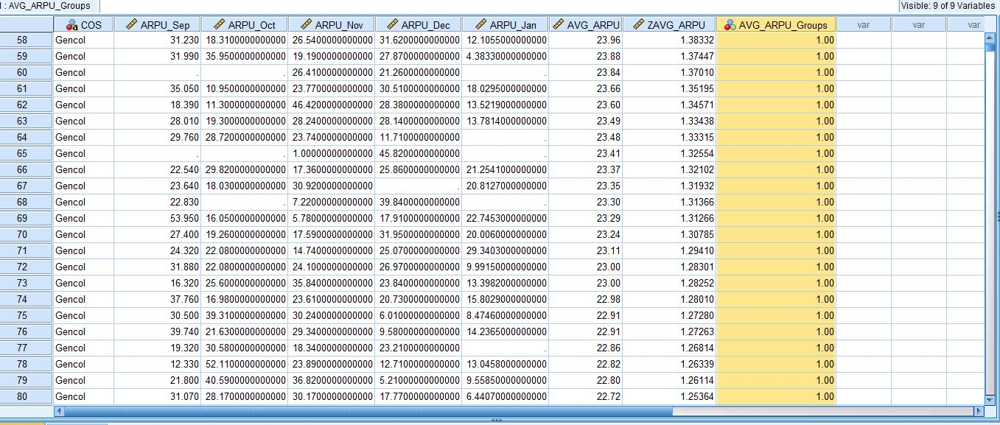 : AVG_ARPU_Groups Visible: 9 of 9 Variables
COS ARPU_Sep ARPU_Oct ARPU_Nov ARPU_Dec ARPU_Jan AVG_ARPU ZAVG_ARPU AVG_ARPU_Groups var var var
58 Gencol 31.230 18.3100000000000 26.5400000000000 31.6200000000000 12.1055000000000 23.96 1.38332 1.00
59 Gencol 31.990 35.9500000000000 19.1900000000000 27.8700000000000 4.38330000000000 23.88 1.37447 1.00
60 Gencol . . 26.4100000000000 21.2600000000000 . 23.84 1.37010 1.00
61 Gencol 35.050 10.9500000000000 23.7700000000000 30.5100000000000 18.0295000000000 23.66 1.35195 1.00
62 Gencol 18.390 11.3000000000000 46.4200000000000 28.3800000000000 13.5219000000000 23.60 1.34571 1.00
63 Gencol 28.010 19.3000000000000 28.2400000000000 28.1400000000000 13.7814000000000 23.49 1.33438 1.00
64 Gencol 29.760 28.7200000000000 23.7400000000000 11.7100000000000 . 23.48 1.33315 1.00
65 Gencol . . 1.00000000000000 45.8200000000000 . 23.41 1.32554 1.00
66 Gencol 22.540 29.8200000000000 17.3600000000000 25.8600000000000 21.2541000000000 23.37 1.32102 1.00
67 Gencol 23.640 18.0300000000000 30.9200000000000 . 20.8127000000000 23.35 1.31932 1.00
68 Gencol 22.830 . 7.22000000000000 39.8400000000000 . 23.30 1.31366 1.00
69 Gencol 53.950 16.0500000000000 5.78000000000000 17.9100000000000 22.7453000000000 23.29 1.31266 1.00
70 Gencol 27.400 19.2600000000000 17.5900000000000 31.9500000000000 20.0060000000000 23.24 1.30785 1.00
71 Gencol 24.320 22.0800000000000 14.7400000000000 25.0700000000000 29.3403000000000 23.11 1.29410 1.00
72 Gencol 31.880 22.0800000000000 24.1000000000000 26.9700000000000 9.99150000000000 23.00 1.28301 1.00
73 Gencol 16.320 25.6000000000000 35.8400000000000 23.8400000000000 13.3982000000000 23.00 1.28252 1.00
74 Gencol 37.760 16.9800000000000 23.6100000000000 20.7300000000000 15.8029000000000 22.98 1.28010 1.00
75 Gencol 30.500 39.3100000000000 30.2400000000000 6.01000000000000 8.47460000000000 22.91 1.27280 1.00
76 Gencol 39.740 21.6300000000000 29.3400000000000 9.58000000000000 14.2365000000000 22.91 1.27263 1.00
77 Gencol 19.320 30.5800000000000 18.3400000000000 23.2100000000000 . 22.86 1.26814 1.00
78 Gencol 12.330 52.1100000000000 23.8900000000000 12.7100000000000 13.0458000000000 22.82 1.26339 1.00
79 Gencol 21.800 40.5900000000000 36.8200000000000 5.21000000000000 9.55850000000000 22.80 1.26114 1.00
80 Gencol 31.070 28.1700000000000 30.1700000000000 17.7700000000000 6.44070000000000 22.72 1.25364 1.00